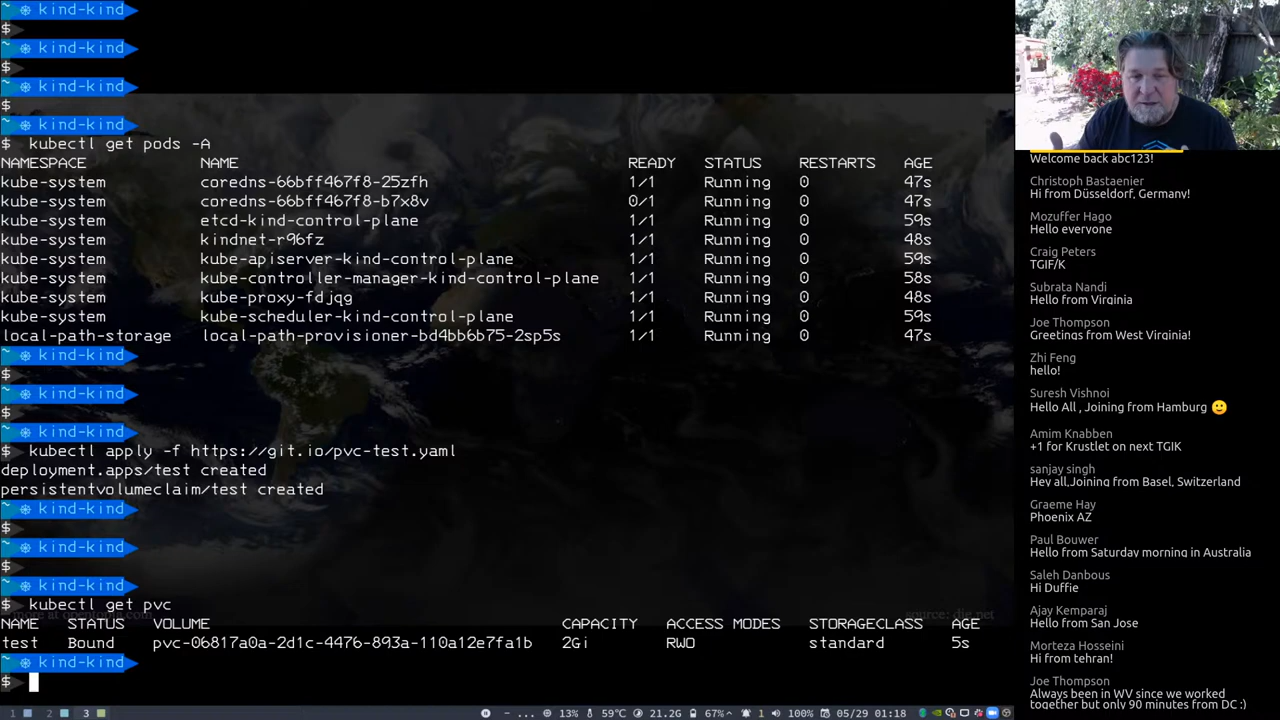 ~ ⎈ kind-kind
$
~ ⎈ kind-kind
$
~ ⎈ kind-kind
$
~ ⎈ kind-kind
$ kubectl get pods -A
NAMESPACE NAME READY STATUS RESTARTS AGE
kube-system coredns-66bff467f8-25zfh 1/1 Running 0 47s
kube-system coredns-66bff467f8-b7x8v 0/1 Running 0 47s
kube-system etcd-kind-control-plane 1/1 Running 0 59s
kube-system kindnet-r96fz 1/1 Running 0 48s
kube-system kube-apiserver-kind-control-plane 1/1 Running 0 59s
kube-system kube-controller-manager-kind-control-plane 1/1 Running 0 58s
kube-system kube-proxy-fdjqg 1/1 Running 0 48s
kube-system kube-scheduler-kind-control-plane 1/1 Running 0 59s
local-path-storage local-path-provisioner-bd4bb6b75-2sp5s 1/1 Running 0 47s
~ ⎈ kind-kind
$
~ ⎈ kind-kind
$
~ ⎈ kind-kind
$ kubectl apply -f https://git.io/pvc-test.yaml
deployment.apps/test created
persistentvolumeclaim/test created
~ ⎈ kind-kind
$
~ ⎈ kind-kind
$
~ ⎈ kind-kind
$ kubectl get pvc
source: die.net
NAME STATUS VOLUME CAPACITY ACCESS MODES STORAGECLASS AGE
test Bound pvc-06817a0a-2d1c-4476-893a-110a12e7fa1b 2Gi RWO standard 5s
~ ⎈ kind-kind
$
1 2 3 - ... 13% 59℃ 21.2G 67% 1 100% 05/29 01:18
Welcome back abc123!
Christoph Bastaenier
Hi from Düsseldorf, Germany!
Mozuffer Hago
Hello everyone
Craig Peters
TGIF/K
Subrata Nandi
Hello from Virginia
Joe Thompson
Greetings from West Virginia!
Zhi Feng
hello!
Suresh Vishnoi
Hello All , Joining from Hamburg 🙂
Amim Knabben
+1 for Krustlet on next TGIK
sanjay singh
Hey all,Joining from Basel, Switzerland
Graeme Hay
Phoenix AZ
Paul Bouwer
Hello from Saturday morning in Australia
Saleh Danbous
Hi Duffie
Ajay Kemparaj
Hello from San Jose
Morteza Hosseini
Hi from tehran!
Joe Thompson
Always been in WV since we worked
together but only 90 minutes from DC :)